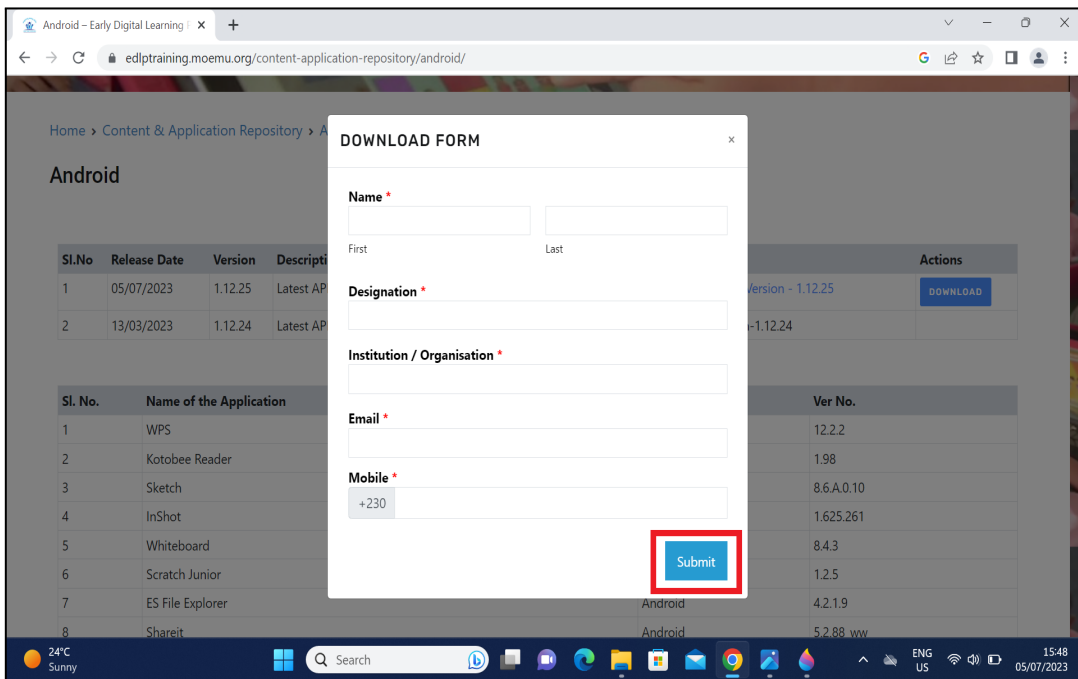 Android – Early Digital Learning
edlptraining.moemu.org/content-application-repository/android/
Home › Content & Application Repository › A
Android
Sl.No Release Date Version Descripti Actions
1 05/07/2023 1.12.25 Latest AP Version - 1.12.25 DOWNLOAD
2 13/03/2023 1.12.24 Latest AP -1.12.24
Sl. No. Name of the Application Ver No.
1 WPS 12.2.2
2 Kotobee Reader 1.98
3 Sketch 8.6.A.0.10
4 InShot 1.625.261
5 Whiteboard 8.4.3
6 Scratch Junior 1.2.5
7 ES File Explorer Android 4.2.1.9
8 Shareit Android 5.2.88_ww
DOWNLOAD FORM ×
Name *
First Last
Designation *
Institution / Organisation *
Email *
Mobile *
+230
Submit
24°C
Sunny
Search
ENG
US
15:48
05/07/2023